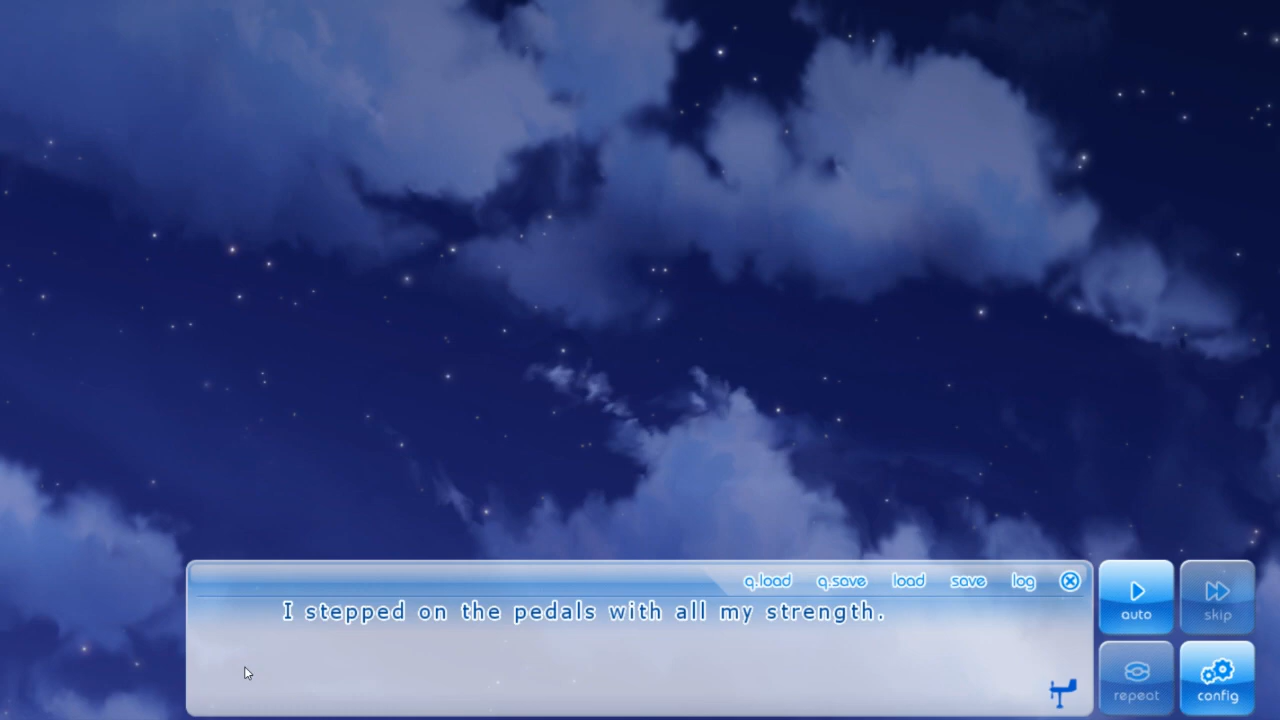 q.load q.save load save log
I stepped on the pedals with all my strength.
auto
skip
repeat
config